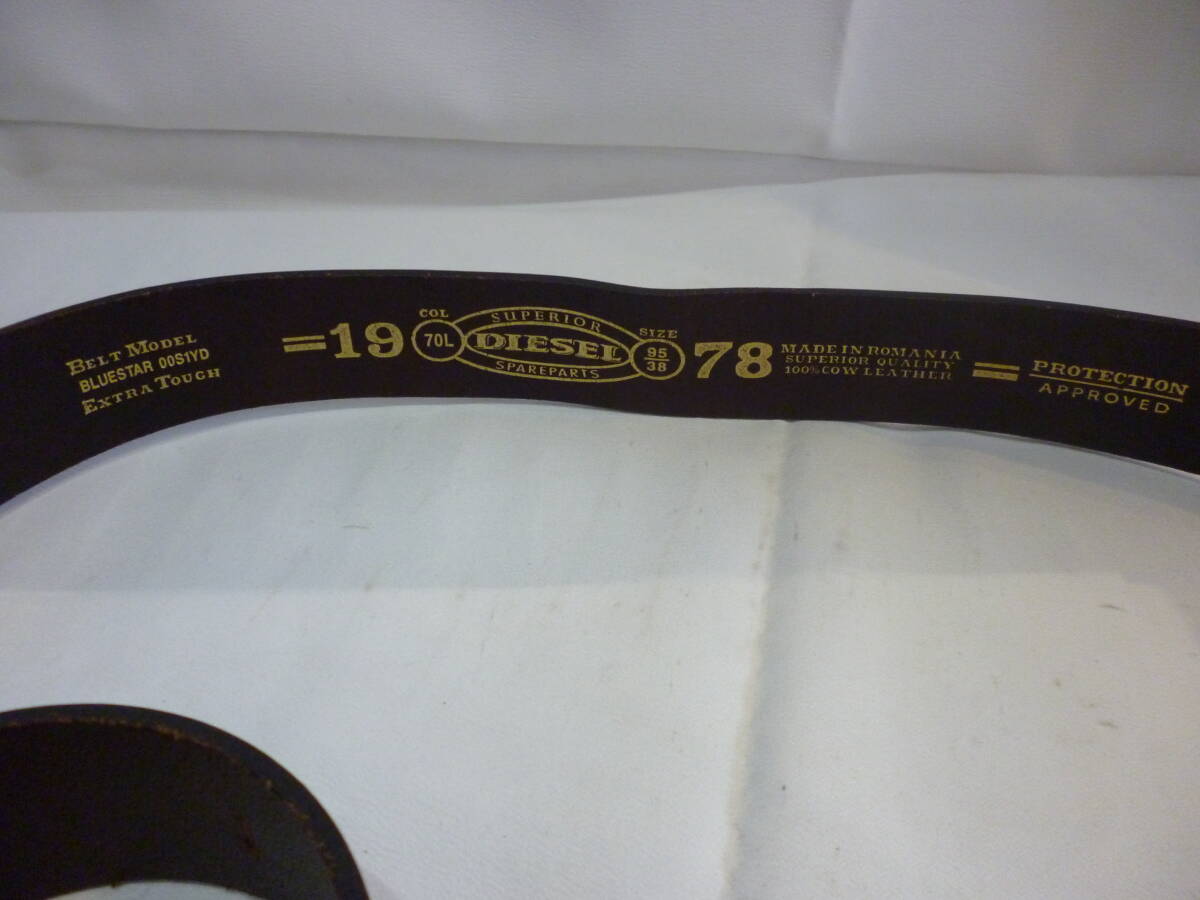 BELT MODEL
BLUESTAR 00S1YD
EXTRA TOUGH
=19
COL
70L
SUPERIOR
DIESEL
SPAREPARTS
SIZE
95
38
78
MADE IN ROMANIA
SUPERIOR QUALITY
100% COW LEATHER
=
PROTECTION
APPROVED